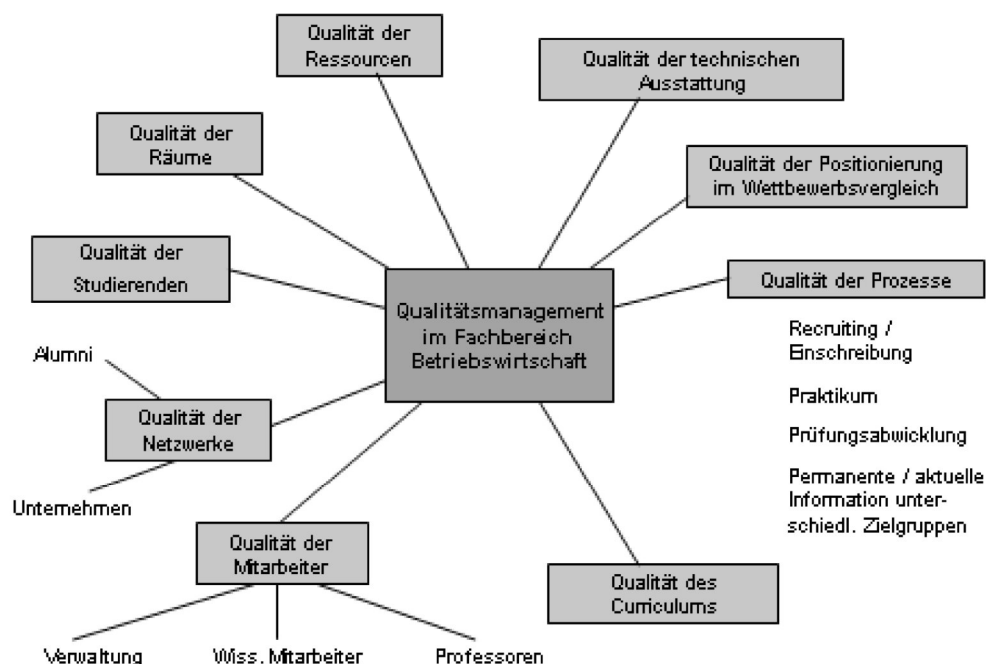 Qualität der
Ressourcen
Qualität der technischen
Ausstattung
Qualität der
Räume
Qualität der Positionierung
im Wettbewerbsvergleich
Qualität der
Studierenden
Qualitätsmanagement
im Fachbereich
Betriebswirtschaft
Qualität der Prozesse
Recruiting /
Einschreibung
Praktikum
Prüfungsabwicklung
Permanente / aktuelle
Information unter-
schiedl. Zielgruppen
Alumni
Qualität der
Netzwerke
Unternehmen
Qualität der
Mitarbeiter
Qualität des
Curriculums
Verwaltung
Wiss. Mitarbeiter
Professoren